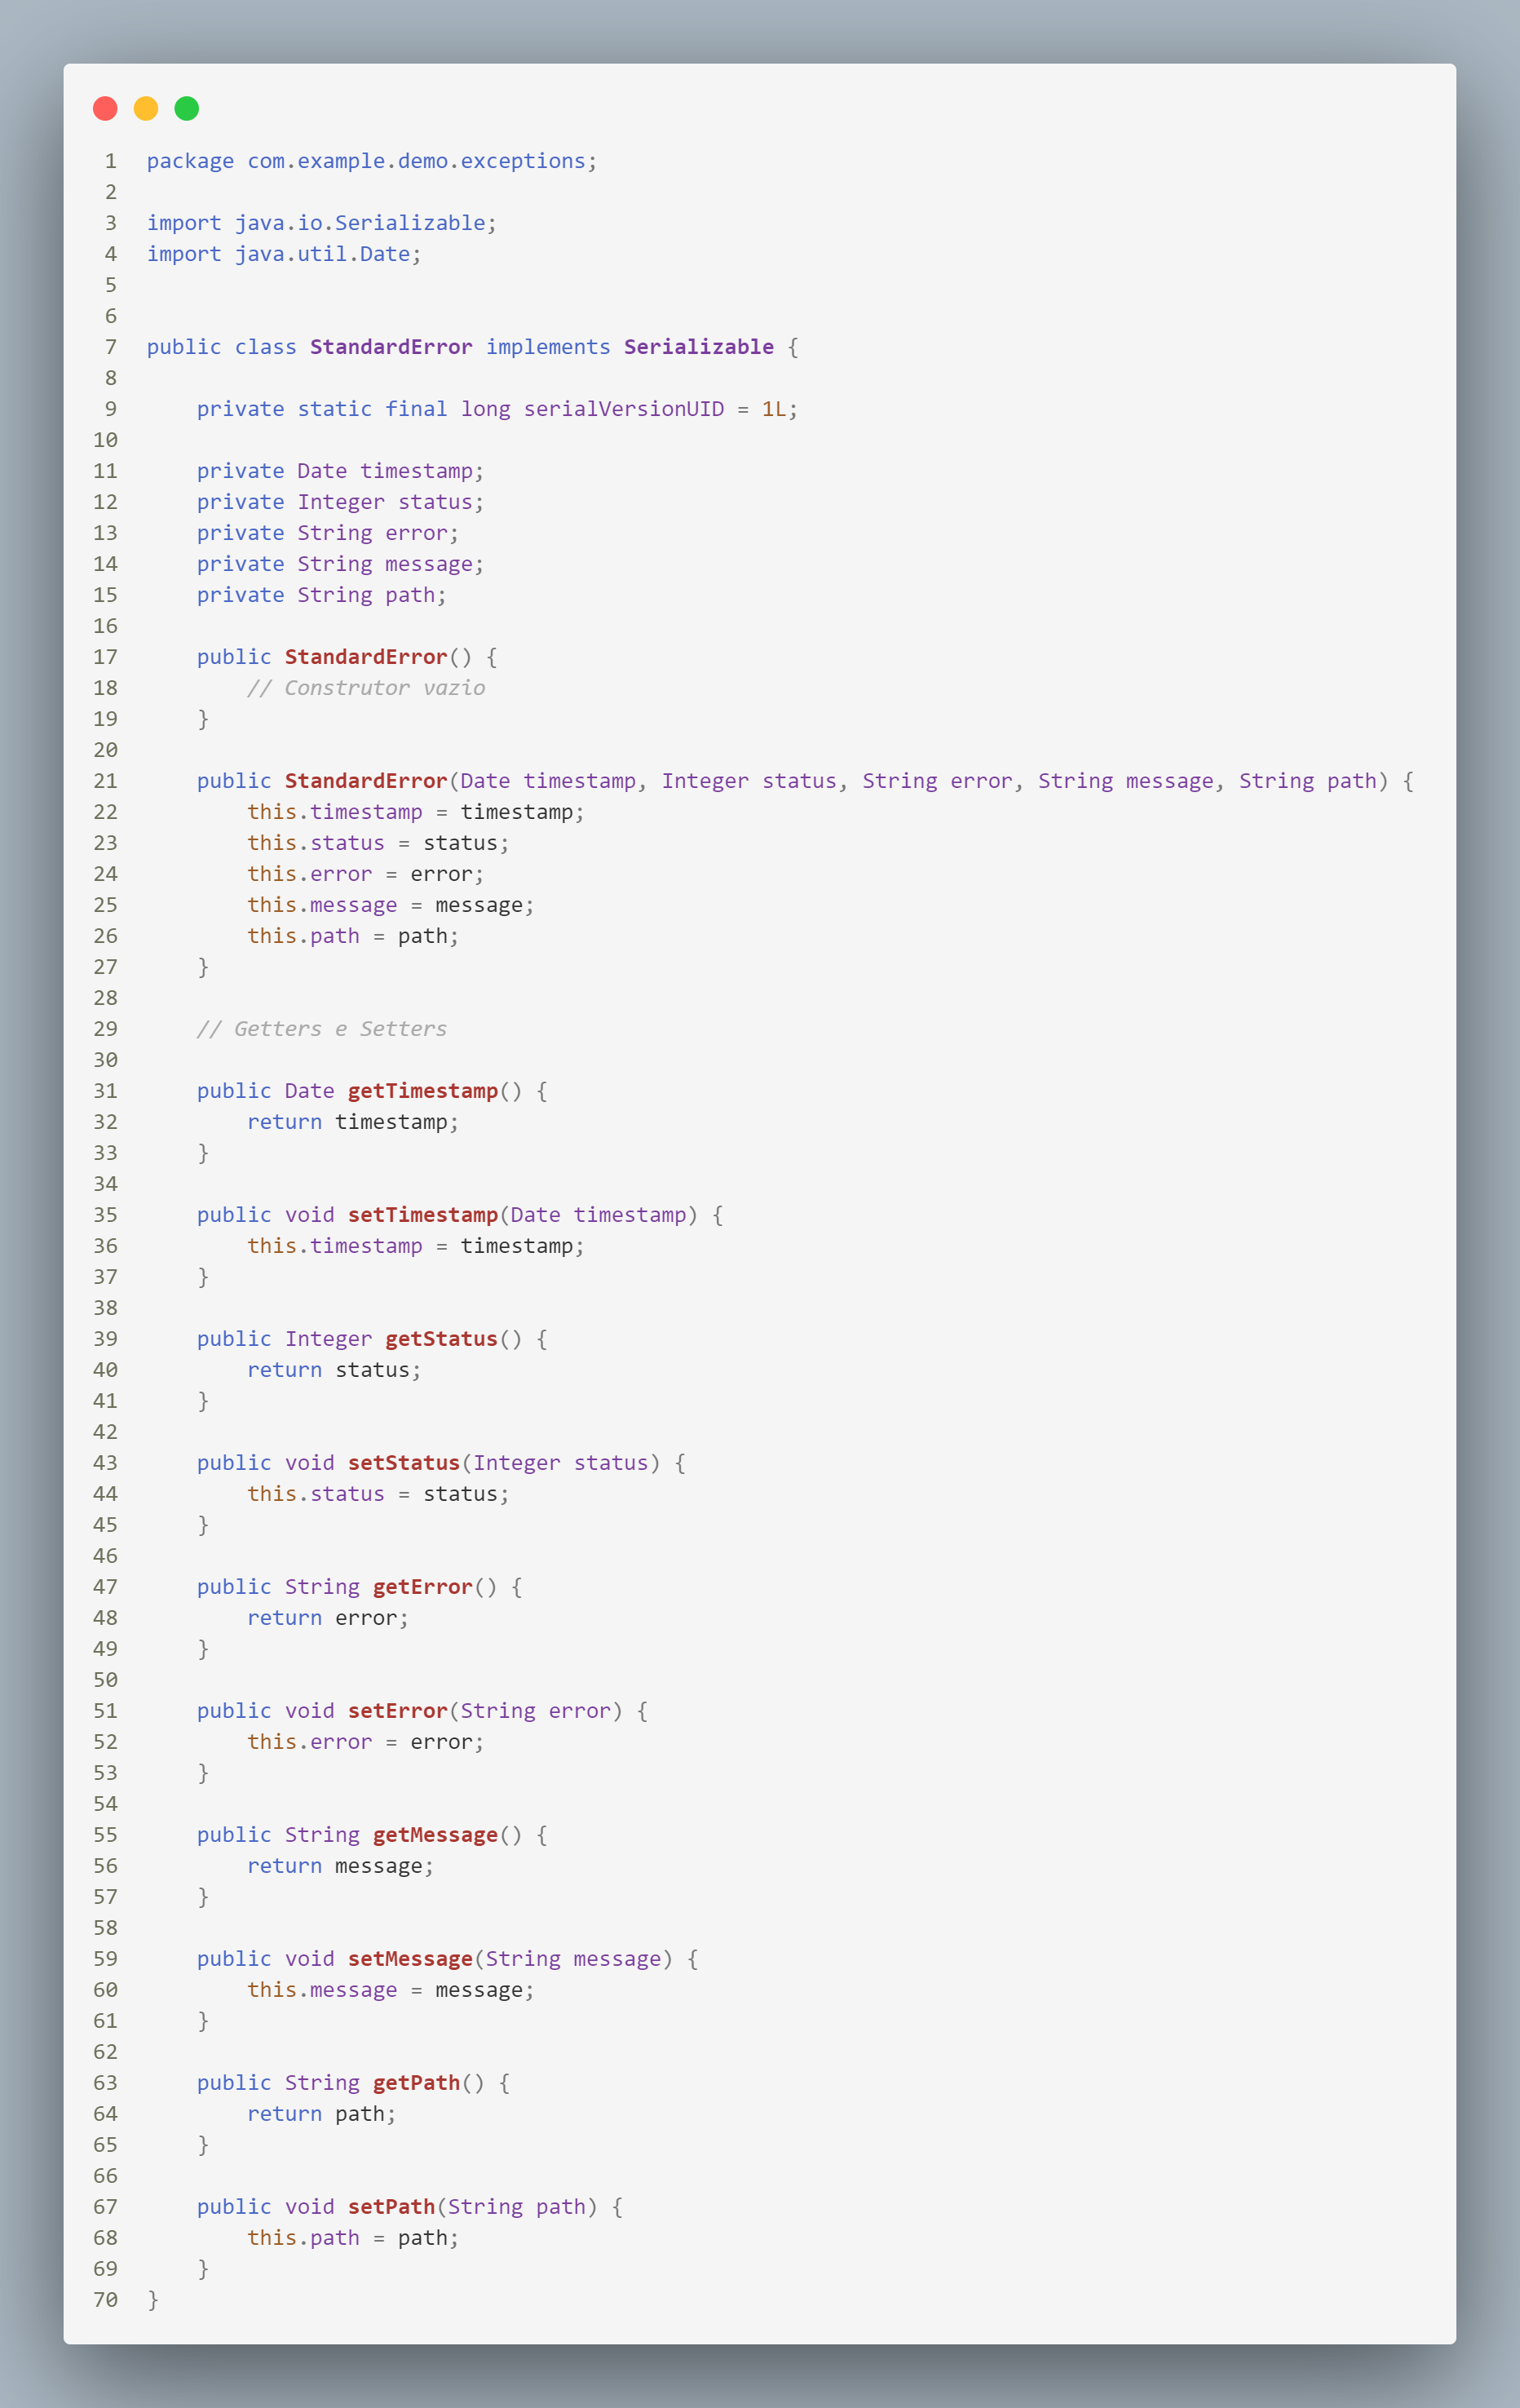 1 package com.example.demo.exceptions;
2
3 import java.io.Serializable;
4 import java.util.Date;
5
6
7 public class StandardError implements Serializable {
8
9     private static final long serialVersionUID = 1L;
10
11     private Date timestamp;
12     private Integer status;
13     private String error;
14     private String message;
15     private String path;
16
17     public StandardError() {
18         // Construtor vazio
19     }
20
21     public StandardError(Date timestamp, Integer status, String error, String message, String path) {
22         this.timestamp = timestamp;
23         this.status = status;
24         this.error = error;
25         this.message = message;
26         this.path = path;
27     }
28
29     // Getters e Setters
30
31     public Date getTimestamp() {
32         return timestamp;
33     }
34
35     public void setTimestamp(Date timestamp) {
36         this.timestamp = timestamp;
37     }
38
39     public Integer getStatus() {
40         return status;
41     }
42
43     public void setStatus(Integer status) {
44         this.status = status;
45     }
46
47     public String getError() {
48         return error;
49     }
50
51     public void setError(String error) {
52         this.error = error;
53     }
54
55     public String getMessage() {
56         return message;
57     }
58
59     public void setMessage(String message) {
60         this.message = message;
61     }
62
63     public String getPath() {
64         return path;
65     }
66
67     public void setPath(String path) {
68         this.path = path;
69     }
70 }